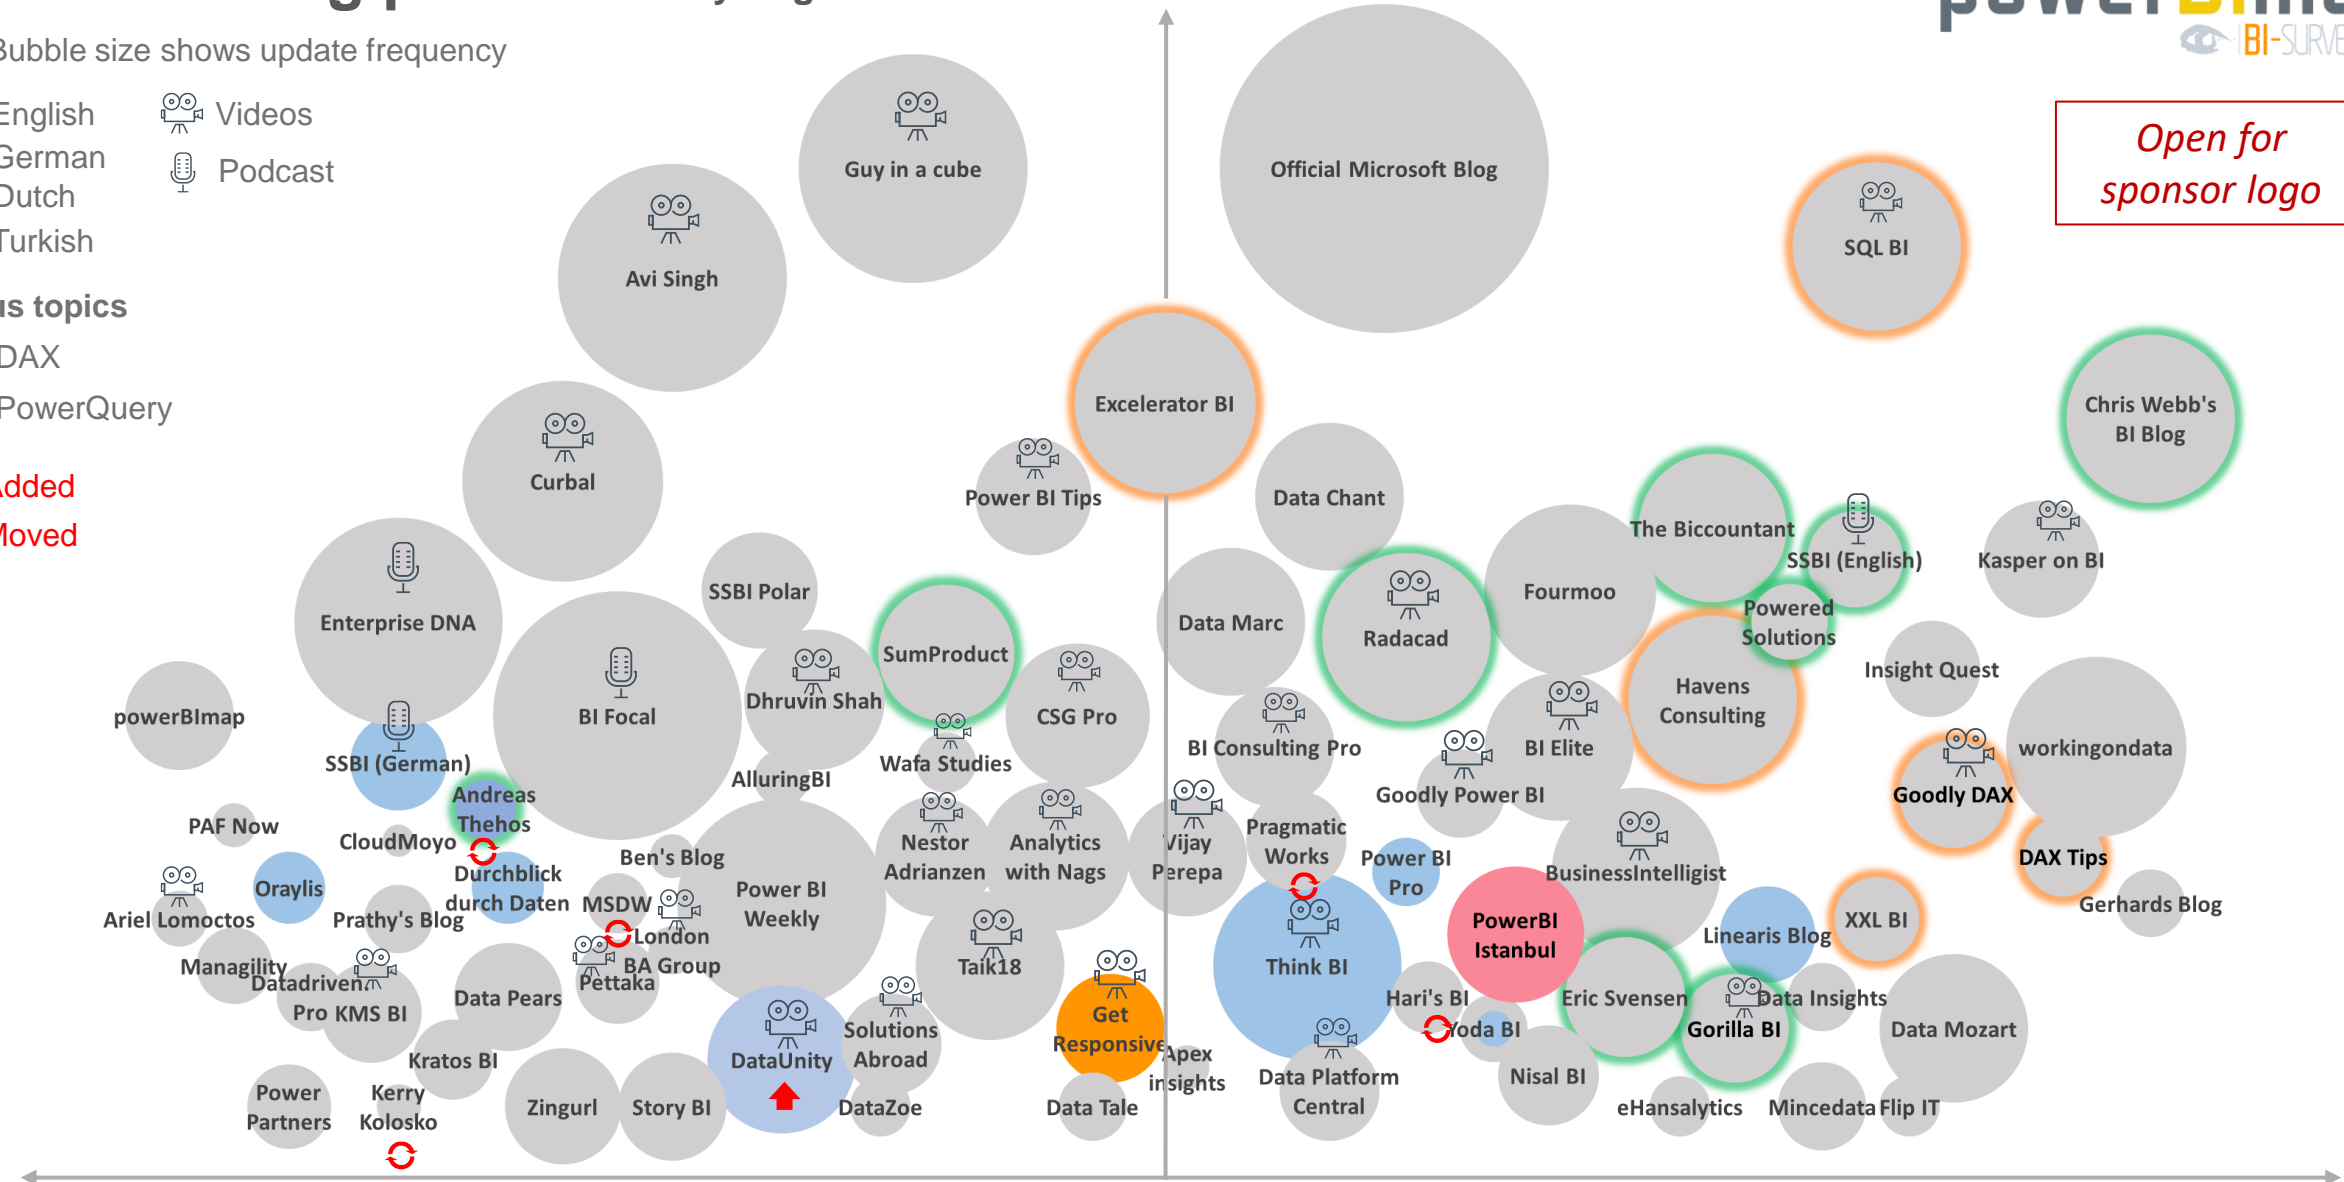 Bubble size shows update frequency
English
Videos
German
Podcast
Dutch
Turkish
us topics
DAX
PowerQuery
Added
Moved
BI-SURVE
Open for
sponsor logo
Guy in a cube
Official Microsoft Blog
SQL BI
Avi Singh
Excelerator BI
Chris Webb's
BI Blog
Curbal
Power BI Tips
Data Chant
The Biccountant
SSBI (English)
Kasper on BI
SSBI Polar
Fourmoo
Enterprise DNA
Data Marc
Powered
Solutions
Radacad
SumProduct
Insight Quest
Dhruvin Shah
Havens
Consulting
powerBImap
BI Focal
CSG Pro
BI Consulting Pro
BI Elite
workingondata
SSBI (German)
Wafa Studies
AlluringBI
Andreas
Thehos
Goodly Power BI
Goodly DAX
PAF Now
CloudMoyo
Nestor
Adrianzen
Analytics
with Nags
Vijay
Perepa
Pragmatic
Works
Ben's Blog
Power BI
Pro
DAX Tips
Durchblick
durch Daten
BusinessIntelligist
Oraylis
Power BI
Weekly
MSDW
Ariel Lomoctos
Prathy's Blog
PowerBI
Istanbul
XXL BI
Gerhards Blog
London
BA Group
Linearis Blog
Managility
Taik18
Think BI
Datadriven.
Pro
KMS BI
Pettaka
Data Pears
Hari's BI
Eric Svensen
Data Insights
Get
Responsive
Solutions
Abroad
Yoda BI
Gorilla BI
Data Mozart
Kratos BI
DataUnity
Apex
insights
Data Platform
Central
Nisal BI
Power
Partners
Kerry
Kolosko
Zingurl
Story BI
DataZoe
Data Tale
eHansalytics
Mincedata
Flip IT